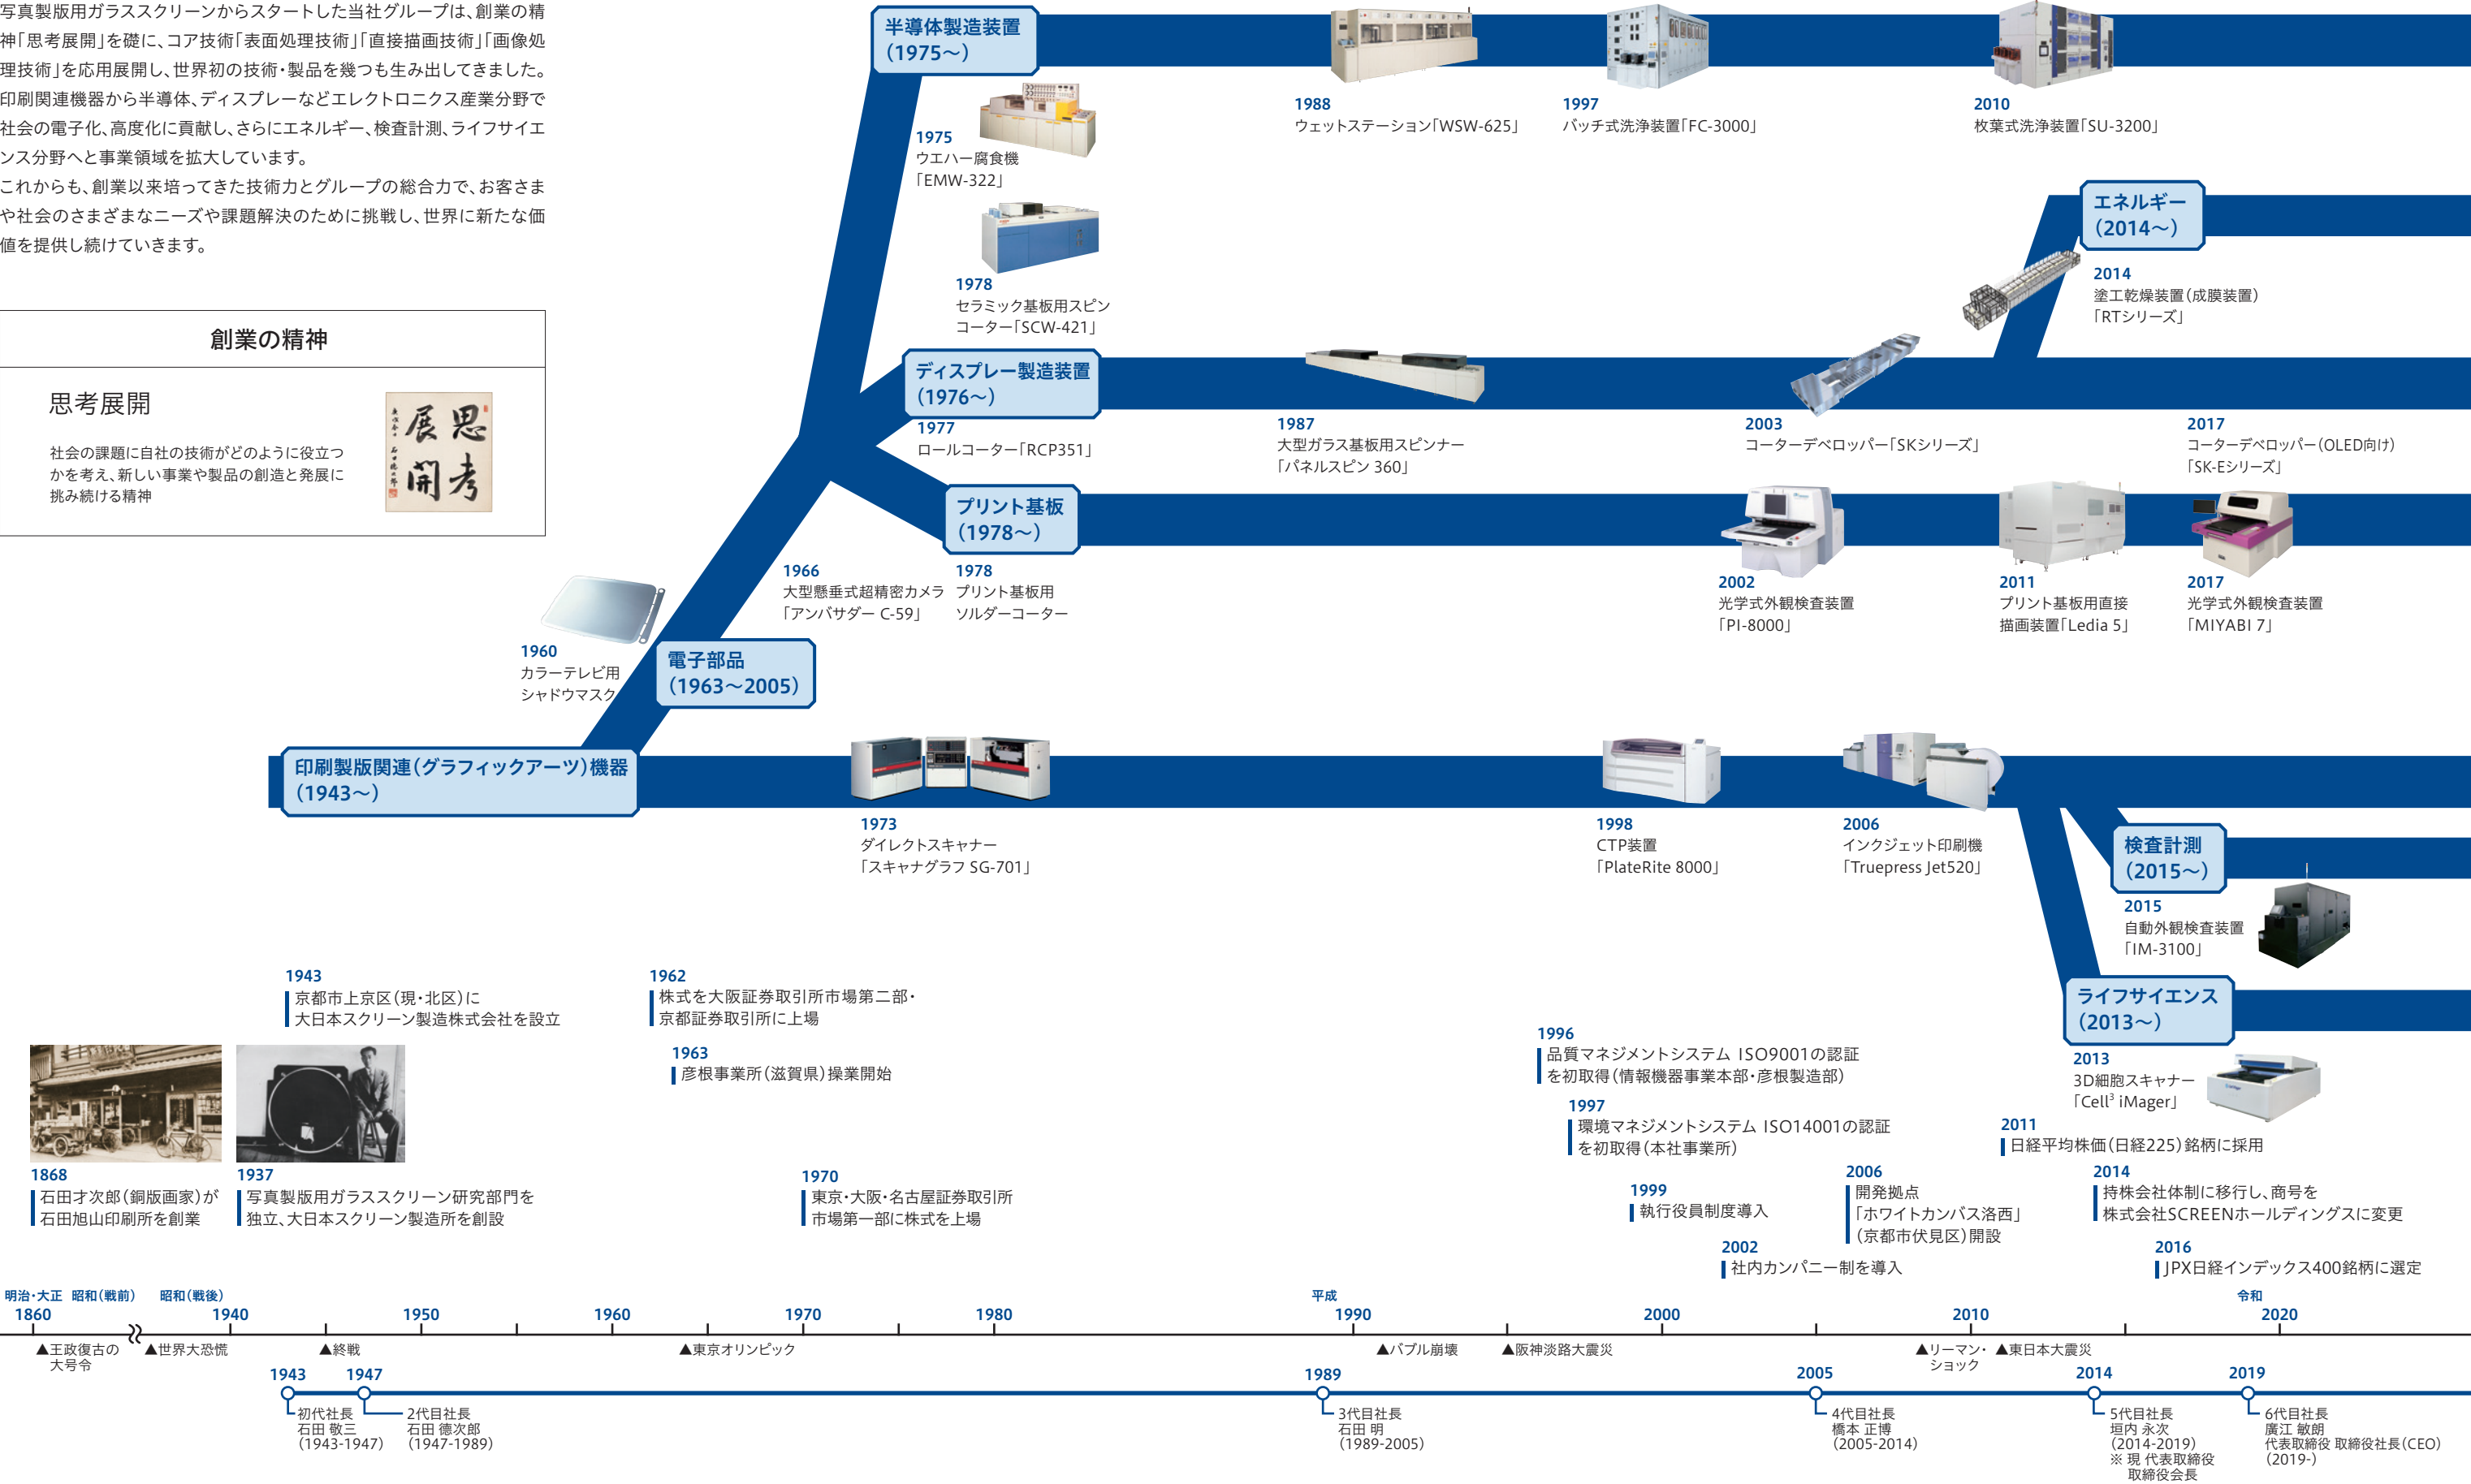 写真製版用ガラススクリーンからスタートした当社グループは、創業の精
神「思考展開」を礎に、コア技術「表面処理技術」「直接描画技術」「画像処
理技術」を応用展開し、世界初の技術・製品を幾つも生み出してきました。
印刷関連機器から半導体、ディスプレーなどエレクトロニクス産業分野で
社会の電子化、高度化に貢献し、さらにエネルギー、検査計測、ライフサイエ
ンス分野へと事業領域を拡大しています。
これからも、創業以来培ってきた技術力とグループの総合力で、お客さま
や社会のさまざまなニーズや課題解決のために挑戦し、世界に新たな価
値を提供し続けていきます。
創業の精神
思考展開
社会の課題に自社の技術がどのように役立つ
かを考え、新しい事業や製品の創造と発展に
挑み続ける精神
思考
展開
半導体製造装置
（1975～）
1975
ウエハー腐食機
「EMW-322」
1978
セラミック基板用スピン
コーター「SCW-421」
1988
ウェットステーション「WSW-625」
1997
バッチ式洗浄装置「FC-3000」
2010
枚葉式洗浄装置「SU-3200」
エネルギー
（2014～）
2014
塗工乾燥装置（成膜装置）
「RTシリーズ」
ディスプレー製造装置
（1976～）
1977
ロールコーター「RCP351」
1987
大型ガラス基板用スピンナー
「パネルスピン 360」
2003
コーターデベロッパー「SKシリーズ」
2017
コーターデベロッパー（OLED向け）
「SK-Eシリーズ」
プリント基板
（1978～）
1966
大型懸垂式超精密カメラ
「アンバサダー C-59」
1978
プリント基板用
ソルダーコーター
2002
光学式外観検査装置
「PI-8000」
2011
プリント基板用直接
描画装置「Ledia 5」
2017
光学式外観検査装置
「MIYABI 7」
1960
カラーテレビ用
シャドウマスク
電子部品
（1963～2005）
印刷製版関連（グラフィックアーツ）機器
（1943～）
1973
ダイレクトスキャナー
「スキャナグラフ SG-701」
1998
CTP装置
「PlateRite 8000」
2006
インクジェット印刷機
「Truepress Jet520」
検査計測
（2015～）
2015
自動外観検査装置
「IM-3100」
ライフサイエンス
（2013～）
2013
3D細胞スキャナー
「Cell³ iMager」
1943
京都市上京区（現・北区）に
大日本スクリーン製造株式会社を設立
1962
株式を大阪証券取引所市場第二部・
京都証券取引所に上場
1963
彦根事業所（滋賀県）操業開始
1996
品質マネジメントシステム ISO9001の認証
を初取得（情報機器事業本部・彦根製造部）
1997
環境マネジメントシステム ISO14001の認証
を初取得（本社事業所）
2011
日経平均株価（日経225）銘柄に採用
1868
石田才次郎（銅版画家）が
石田旭山印刷所を創業
1937
写真製版用ガラススクリーン研究部門を
独立、大日本スクリーン製造所を創設
1970
東京・大阪・名古屋証券取引所
市場第一部に株式を上場
1999
執行役員制度導入
2006
開発拠点
「ホワイトカンバス洛西」
（京都市伏見区）開設
2014
持株会社体制に移行し、商号を
株式会社SCREENホールディングスに変更
2002
社内カンパニー制を導入
2016
JPX日経インデックス400銘柄に選定
明治・大正 昭和（戦前） 昭和（戦後） 平成 令和
1860 1940 1950 1960 1970 1980 1990 2000 2010 2020
▲王政復古の
大号令
▲世界大恐慌
▲終戦
▲東京オリンピック
▲バブル崩壊
▲阪神淡路大震災
▲リーマン・
ショック
▲東日本大震災
1943
初代社長
石田 敬三
（1943-1947）
1947
2代目社長
石田 德次郎
（1947-1989）
1989
3代目社長
石田 明
（1989-2005）
2005
4代目社長
橋本 正博
（2005-2014）
2014
5代目社長
垣内 永次
（2014-2019）
※ 現 代表取締役
取締役会長
2019
6代目社長
廣江 敏朗
代表取締役 取締役社長（CEO）
（2019-）